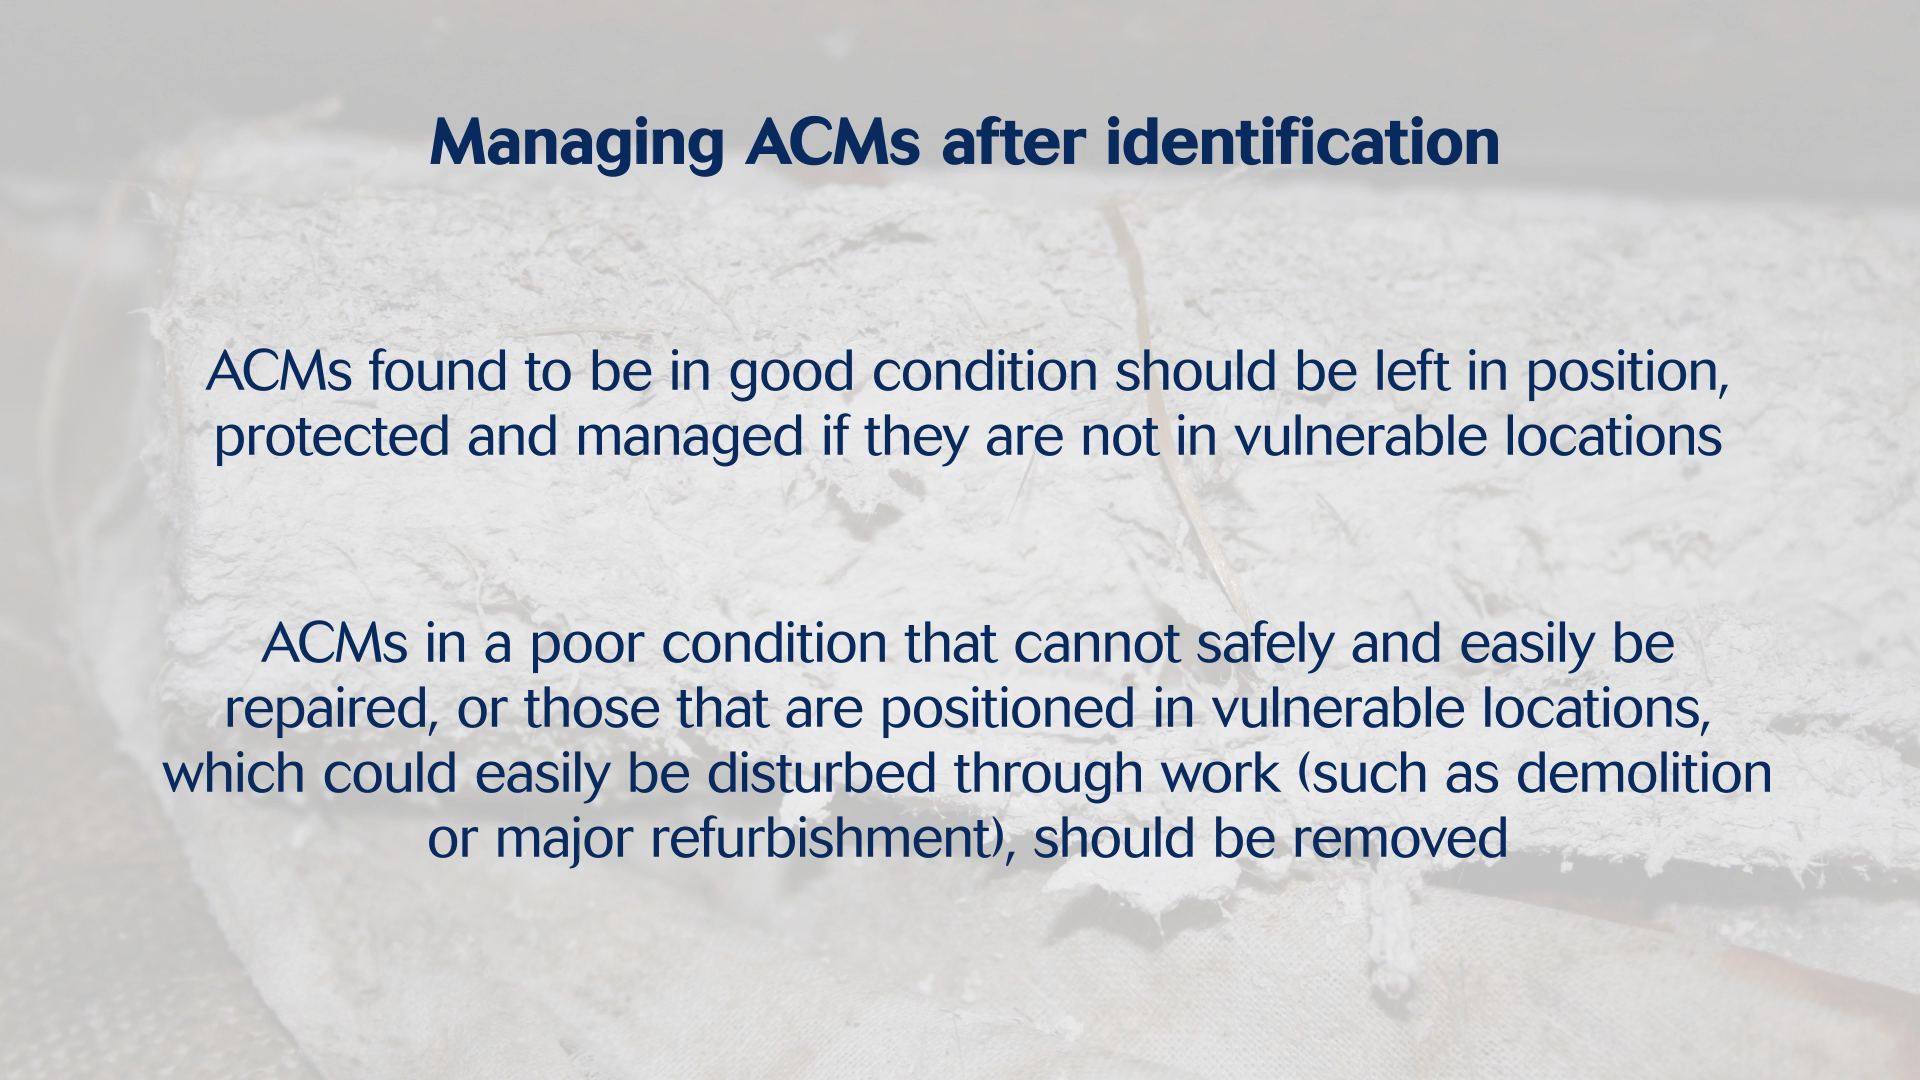 Managing ACMs after identification
ACMs found to be in good condition should be left in position,
protected and managed if they are not in vulnerable locations
ACMs in a poor condition that cannot safely and easily be
repaired, or those that are positioned in vulnerable locations,
which could easily be disturbed through work (such as demolition
or major refurbishment), should be removed